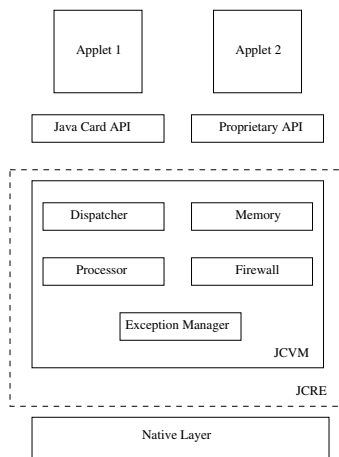 Applet 1
Applet 2
Java Card API
Proprietary API
Dispatcher
Memory
Processor
Firewall
Exception Manager
JCVM
JCRE
Native Layer